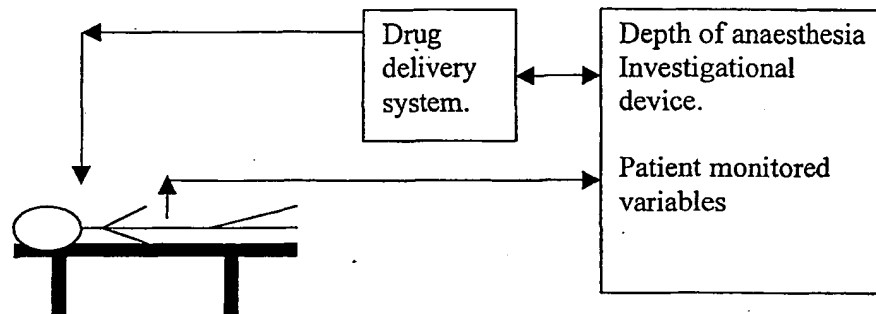 Drug
delivery
system.
Depth of anaesthesia
Investigational
device.
Patient monitored
variables